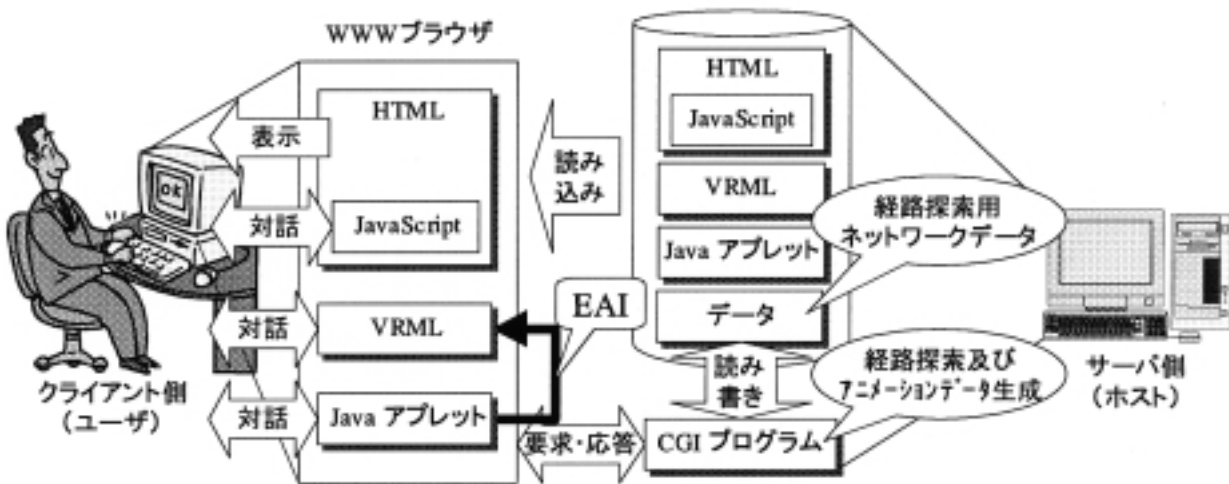 WWWブラウザ
HTML
表示
対話
JavaScript
対話
VRML
対話
Java アプレット
OK
クライアント側
(ユーザ)
読み
込み
EAI
要求・応答
HTML
JavaScript
VRML
Java アプレット
データ
読み
書き
CGI プログラム
経路探索用
ネットワークデータ
経路探索及び
アニメーションデータ生成
サーバ側
(ホスト)